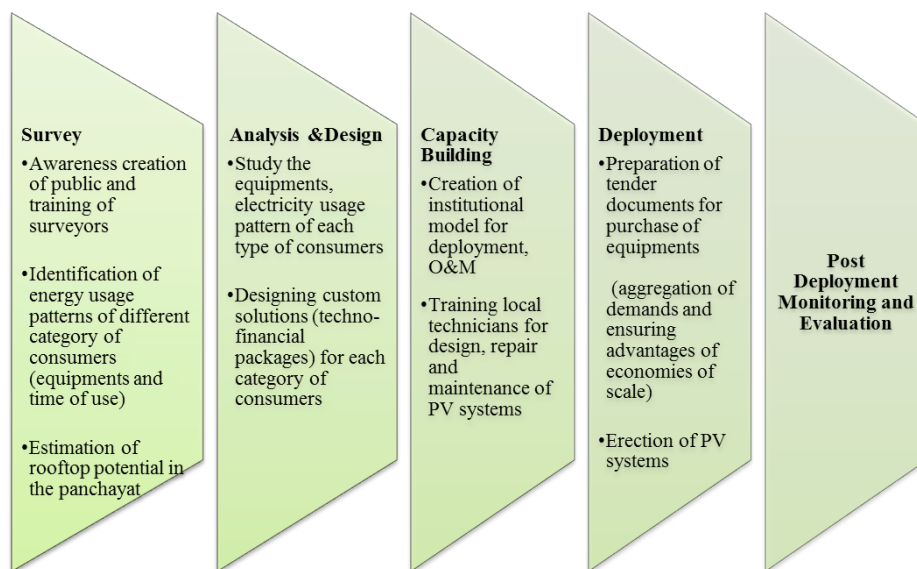 Survey
•Awareness creation
of public and
training of
surveyors
•Identification of
energy usage
patterns of different
category of
consumers
(equipments and
time of use)
•Estimation of
rooftop potential in
the panchayat
Analysis &Design
•Study the
equipments,
electricity usage
pattern of each
type of consumers
•Designing custom
solutions (techno-
financial
packages) for each
category of
consumers
Capacity
Building
•Creation of
institutional
model for
deployment,
O&M
•Training local
technicians for
design, repair
and
maintenance of
PV systems
Deployment
•Preparation of
tender
documents for
purchase of
equipments
(aggregation of
demands and
ensuring
advantages of
economies of
scale)
•Erection of PV
systems
Post
Deployment
Monitoring and
Evaluation